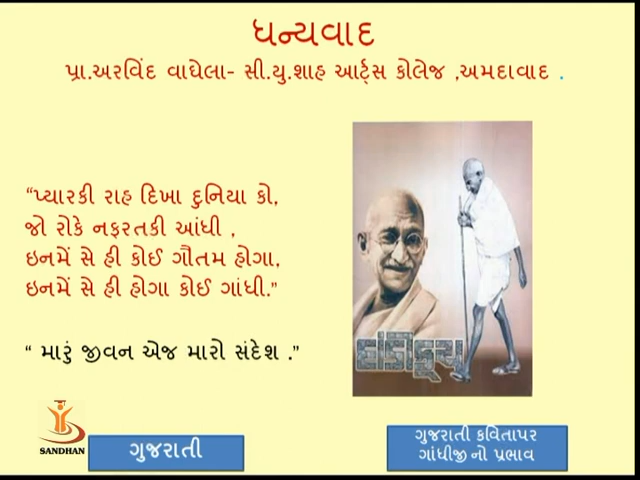 ધન્યવાદ
પ્રા.અરવિંદ વાઘેલા- સી.યુ.શાહ આર્ટ્સ કોલેજ ,અમદાવાદ .
“પ્યારકી રાહ દિખા દુનિયા કો,
જો રોકે નફરતકી આંધી ,
ઇનમેં સે હી કોઈ ગૌતમ હોગા,
ઇનમેં સે હી હોગા કોઈ ગાંધી.”
“ મારું જીવન એજ મારો સંદેશ .”
દાંડીકૂચ
SANDHAN
ગુજરાતી
ગુજરાતી કવિતાપર
ગાંધીજી નો પ્રભાવ